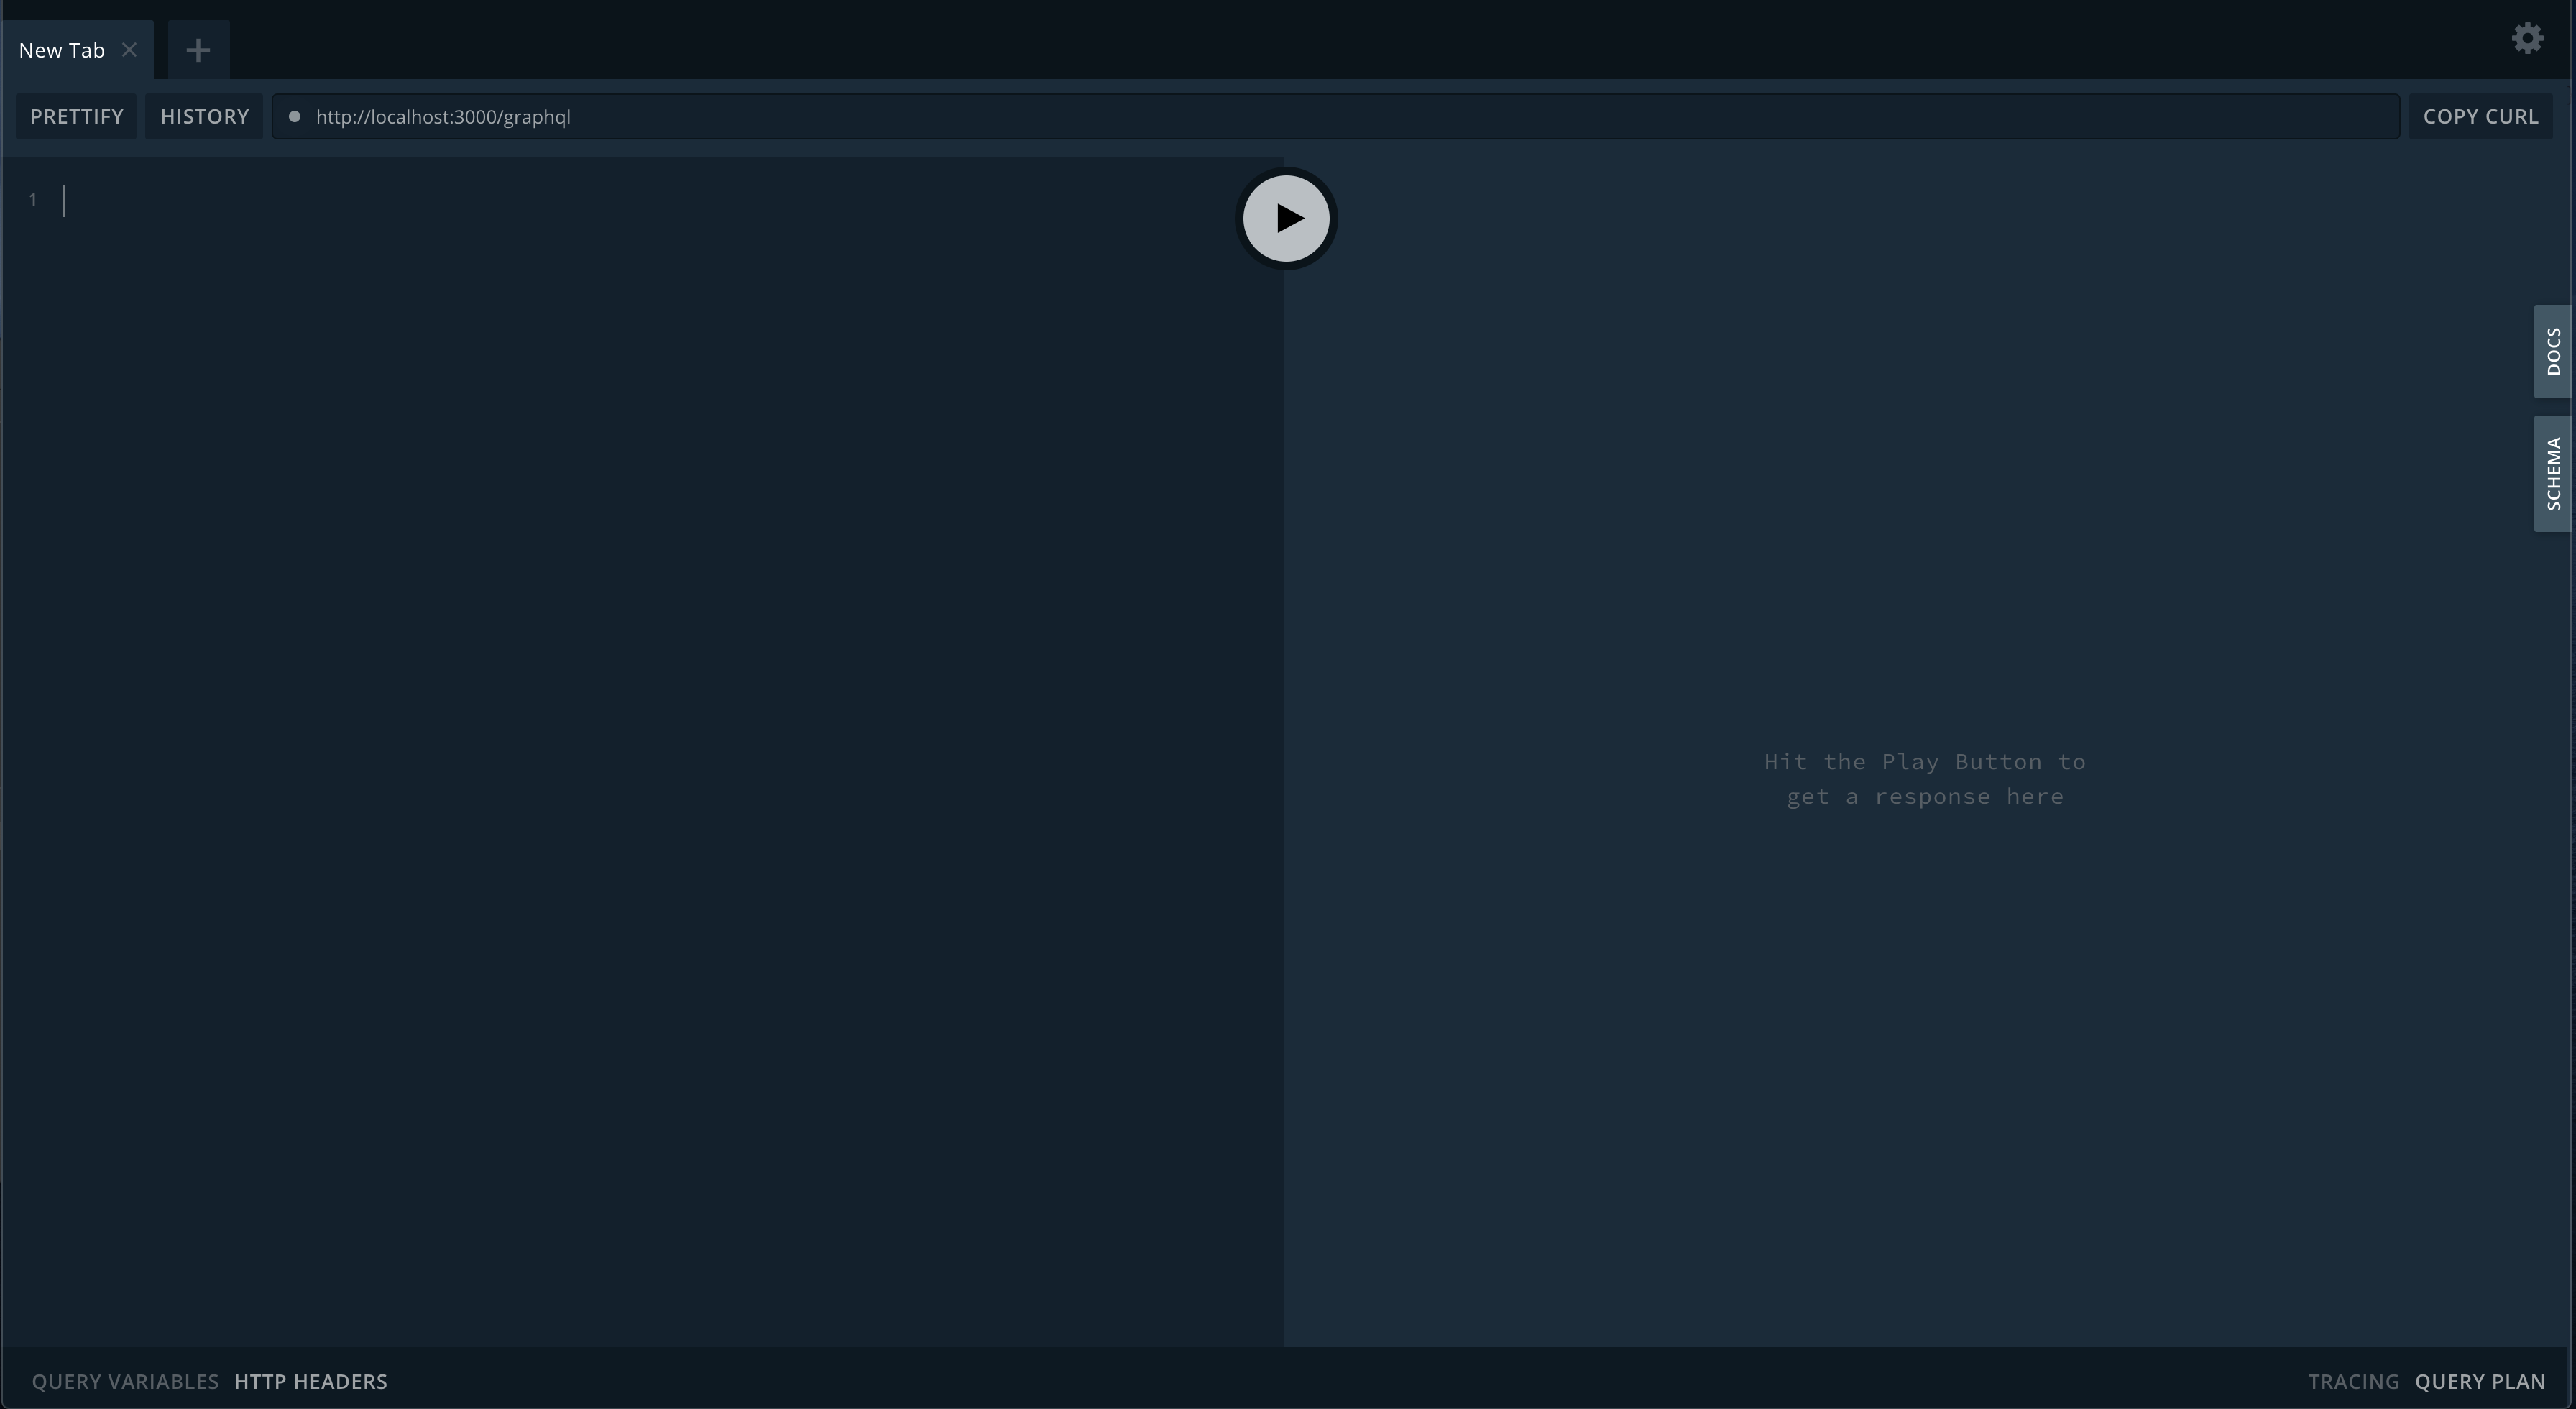 New Tab
PRETTIFY
HISTORY
http://localhost:3000/graphql
COPY CURL
1
DOCS
SCHEMA
Hit the Play Button to
get a response here
QUERY VARIABLES
HTTP HEADERS
TRACING
QUERY PLAN